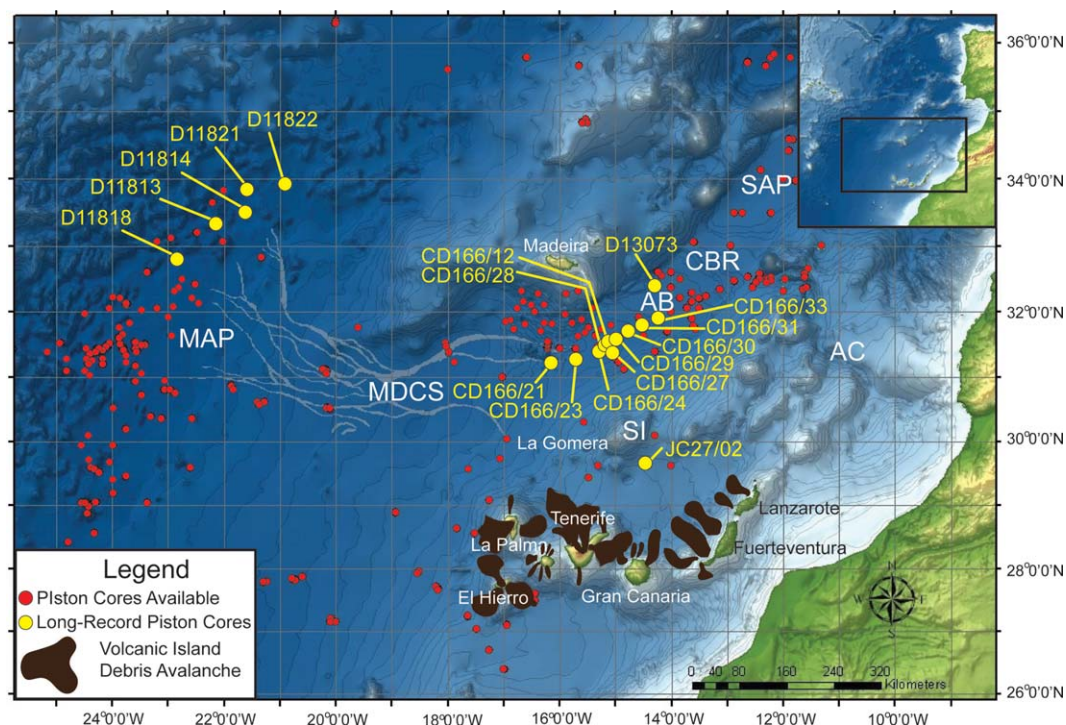 36°0'0"N
34°0'0"N
32°0'0"N
30°0'0"N
28°0'0"N
26°0'0"N
D11822
D11821
D11814
D11813
D11818
SAP
Madeira
D13073
CBR
CD166/12
CD166/28
AB
CD166/33
CD166/31
CD166/30
CD166/29
CD166/27
CD166/24
CD166/21
CD166/23
MAP
MDCS
AC
SI
La Gomera
JC27/02
Lanzarote
Tenerife
La Palma
Fuerteventura
El Hierro
Gran Canaria
Legend
PIston Cores Available
Long-Record Piston Cores
Volcanic Island
Debris Avalanche
N
W E
S
0 40 80 160 240 320
Kilometers
24°0'0"W 22°0'0"W 20°0'0"W 18°0'0"W 16°0'0"W 14°0'0"W 12°0'0"W 10°0'0"W